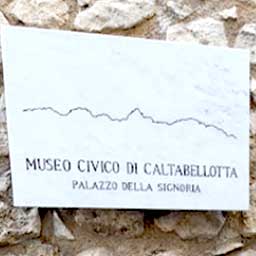 MUSEO CIVICO DI CALTABELLOTTA
PALAZZO DELLA SIGNORIA